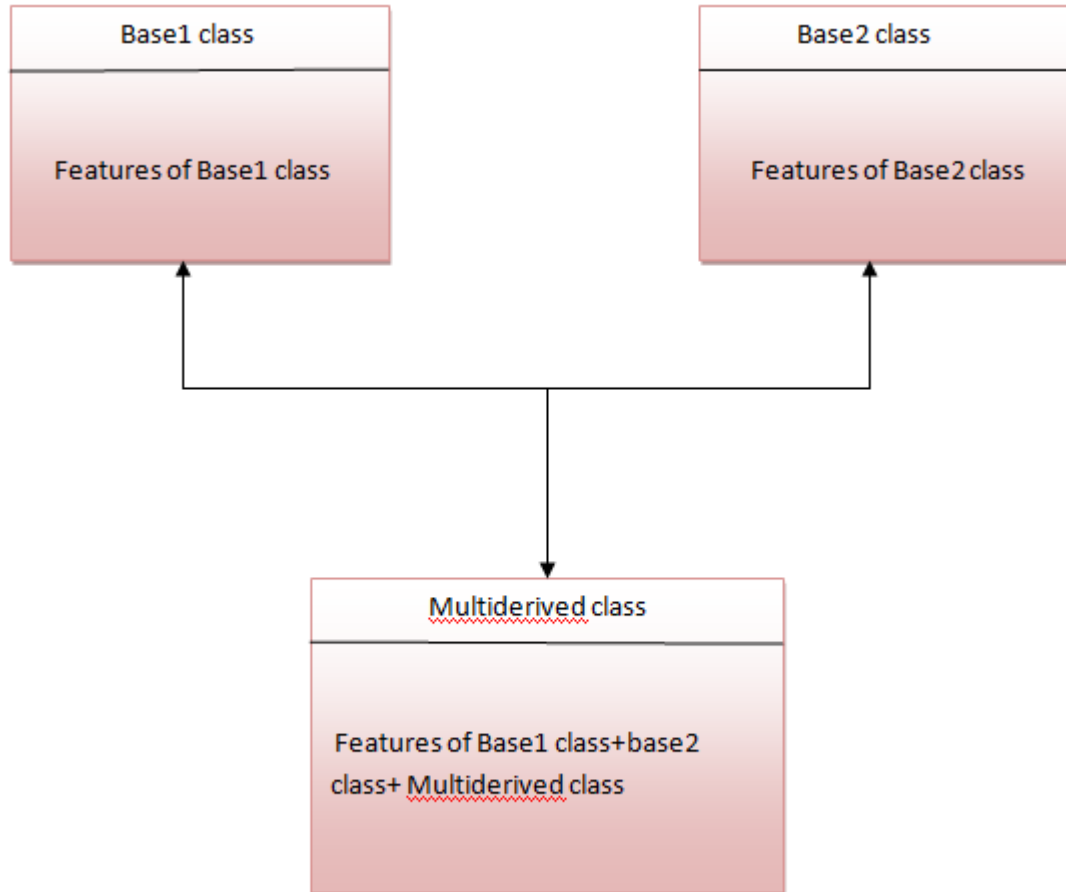 Base1 class
Base2 class
Features of Base1 class
Features of Base2 class
Multiderived class
Features of Base1 class+base2
class+ Multiderived class